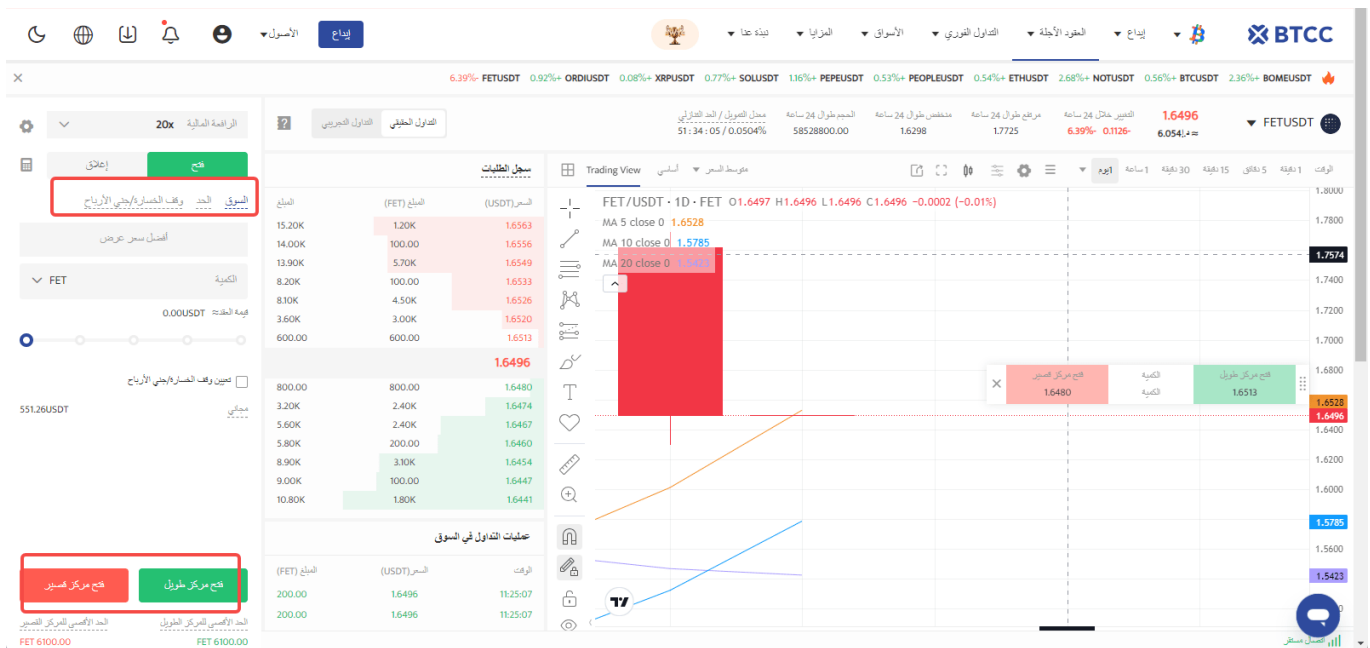 BTCC
إيداع
العقود الآجلة
التداول الفوري
الأسواق
المزايا
نبذة عنا
إيداع
الأصول
6.39%- FETUSDT 0.92%+ ORDIUSDT 0.08%+ XRPUSDT 0.77%+ SOLUSDT 1.16%+ PEPEUSDT 0.53%+ PEOPLEUSDT 0.54%+ ETHUSDT 2.68%+ NOTUSDT 0.56%+ BTCUSDT 2.36%+ BOMEUSDT
FETUSDT
1.6496
التغيير خلال 24 ساعة
6.39% 0.1126-
مرتفع طوال 24 ساعة
1.7725
منخفض طوال 24 ساعة
1.6298
الحجم طوال 24 ساعة
58528800.00
معدل التمويل / العد التنازلي
51 : 34 : 05 / 0.0504%
التداول الحقيقي
التداول التجريبي
الرافعة المالية 20x
فتح
إغلاق
السوق
الحد
وقف الخسارة/جني الأرباح
أفضل سعر عرض
الكمية
FET
قيمة العقد≈ 0.00USDT
تعيين وقف الخسارة/جني الأرباح
مجاني
551.26USDT
فتح مركز طويل
فتح مركز قصير
الحد الأقصى للمركز الطويل
الحد الأقصى للمركز القصير
FET 6100.00
FET 6100.00
سجل الطلبات
السعر(USDT)
المبلغ (FET)
المبلغ
15.20K 1.20K 1.6563
14.00K 100.00 1.6556
13.90K 5.70K 1.6549
8.20K 100.00 1.6533
8.10K 4.50K 1.6526
3.60K 3.00K 1.6520
600.00 600.00 1.6513
1.6496
800.00 800.00 1.6480
3.20K 2.40K 1.6474
5.60K 2.40K 1.6467
5.80K 200.00 1.6460
8.90K 3.10K 1.6454
9.00K 100.00 1.6447
10.80K 1.80K 1.6441
عمليات التداول في السوق
الوقت
السعر(USDT)
المبلغ (FET)
200.00 1.6496 11:25:07
200.00 1.6496 11:25:07
الوقت
1 دقيقة
5 دقائق
15 دقيقة
30 دقيقة
1 ساعة
1يوم
متوسط السعر
أساسي
Trading View
FET/USDT · 1D · FET O1.6497 H1.6496 L1.6496 C1.6496 -0.0002 (-0.01%)
MA 5 close 0 1.6528
MA 10 close 0 1.5785
MA 20 close 0 1.5423
فتح مركز قصير
1.6480
الكمية
الكمية
فتح مركز طويل
1.6513
1.8000
1.7800
1.7574
1.7400
1.7200
1.7000
1.6800
1.6528
1.6496
1.6400
1.6200
1.6000
1.5785
1.5600
1.5423
اتصال مستقر